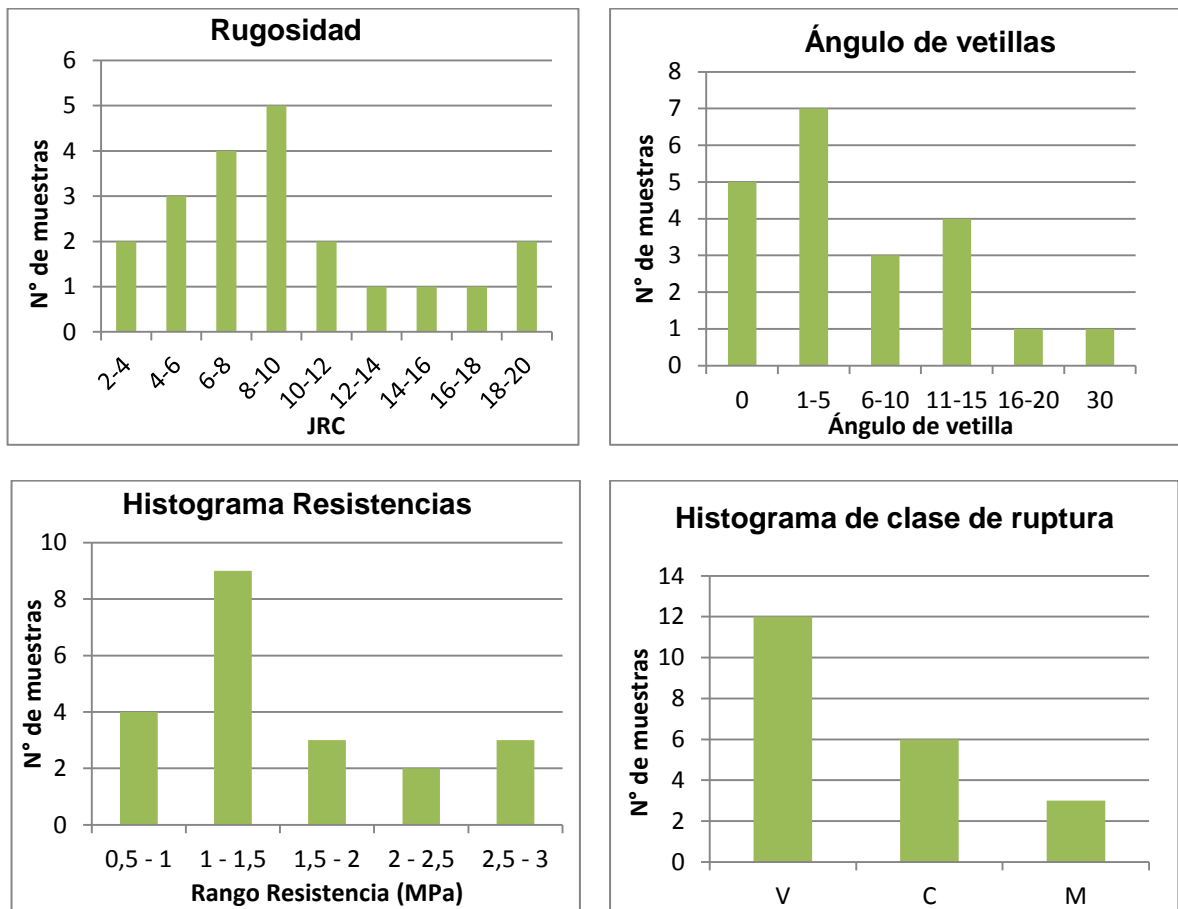 Rugosidad
6
5
4
3
2
1
0
N° de muestras
2-4 4-6 6-8 8-10 10-12 12-14 14-16 16-18 18-20
JRC
Ángulo de vetillas
8
7
6
5
4
3
2
1
0
N° de muestras
0 1-5 6-10 11-15 16-20 30
Ángulo de vetilla
Histograma Resistencias
10
8
6
4
2
0
N° de muestras
0,5 - 1 1 - 1,5 1,5 - 2 2 - 2,5 2,5 - 3
Rango Resistencia (MPa)
Histograma de clase de ruptura
14
12
10
8
6
4
2
0
N° de muestras
V C M